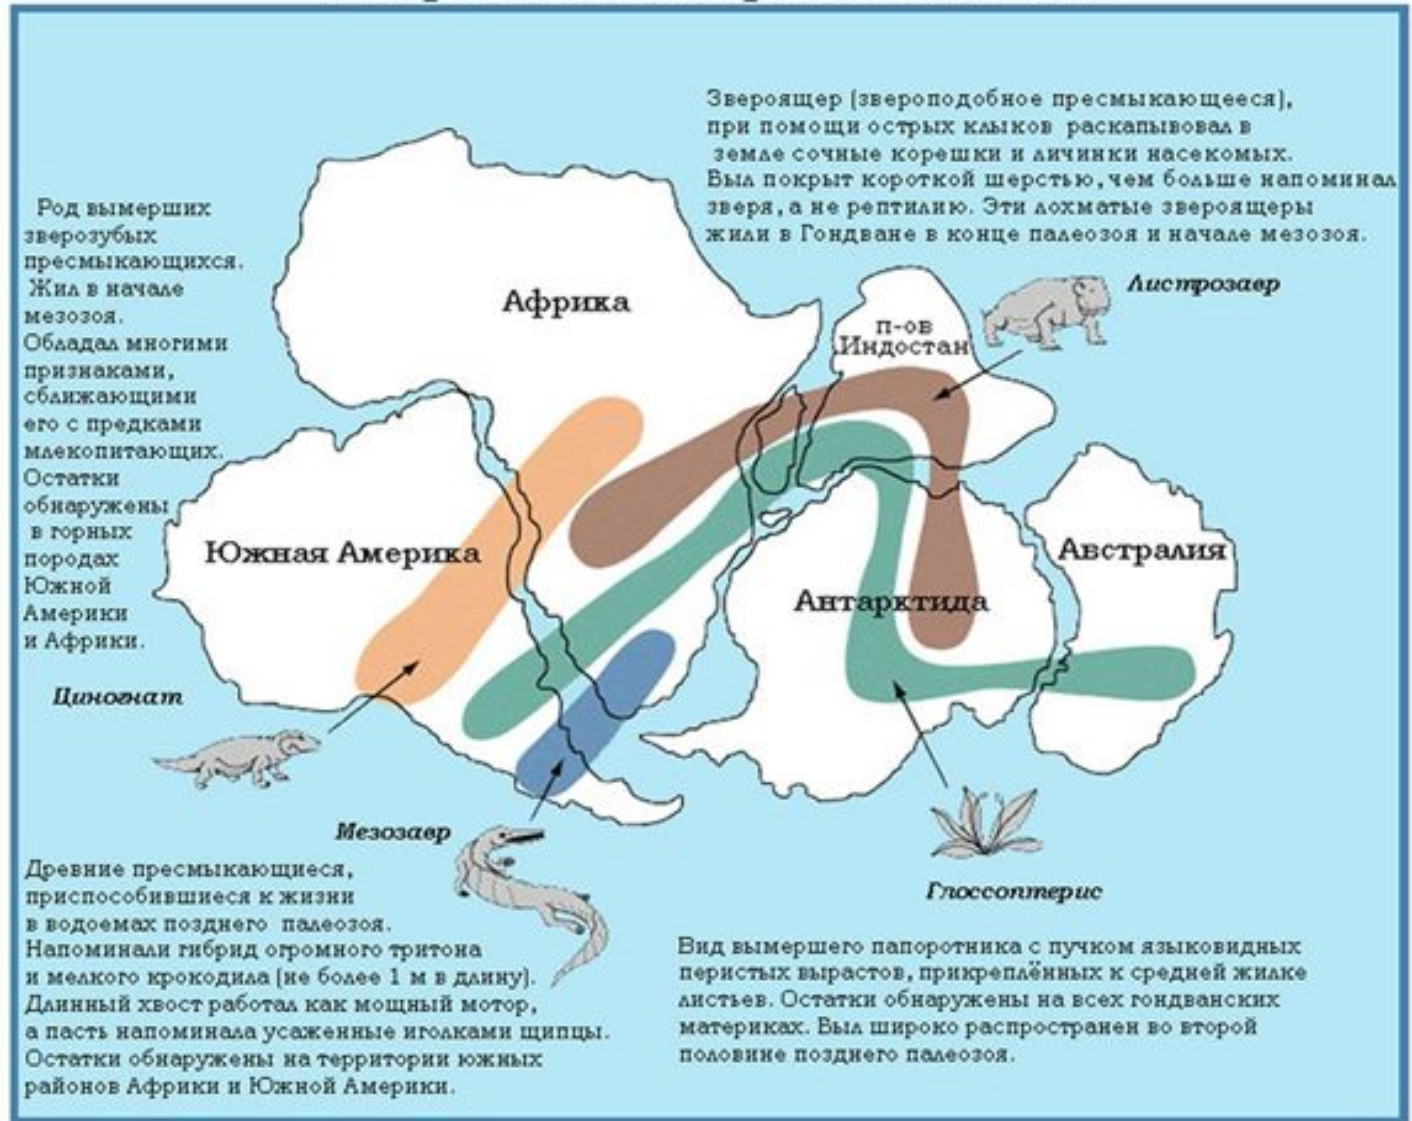 Звероящер (звероподобное пресмыкающееся),
при помощи острых клыков раскапывовал в
земле сочные корешки и личинки насекомых.
Был покрыт короткой шерстью, чем больше напоминал
зверя, а не рептилию. Эти лохматые звероящеры
жили в Гондване в конце палеозоя и начале мезозоя.
Листрозавр
Род вымерших
зверозубых
пресмыкающихся.
Жил в начале
мезозоя.
Обладал многими
признаками,
сближающими
его с предками
млекопитающих.
Остатки
обнаружены
в горных
породах
Южной
Америки
и Африки.
Циногнат
Африка
п-ов
Индостан
Южная Америка
Антарктида
Австралия
Мезозавр
Древние пресмыкающиеся,
приспособившиеся к жизни
в водоемах позднего палеозоя.
Напоминали гибрид огромного тритона
и мелкого крокодила (не более 1 м в длину).
Длинный хвост работал как мощный мотор,
а пасть напоминала усаженные иголками щипцы.
Остатки обнаружены на территории южных
районов Африки и Южной Америки.
Глоссоптерис
Вид вымершего папоротника с пучком языковидных
перистых вырастов, прикреплённых к средней жилке
листьев. Остатки обнаружены на всех гондванских
материках. Был широко распространен во второй
половине позднего палеозоя.